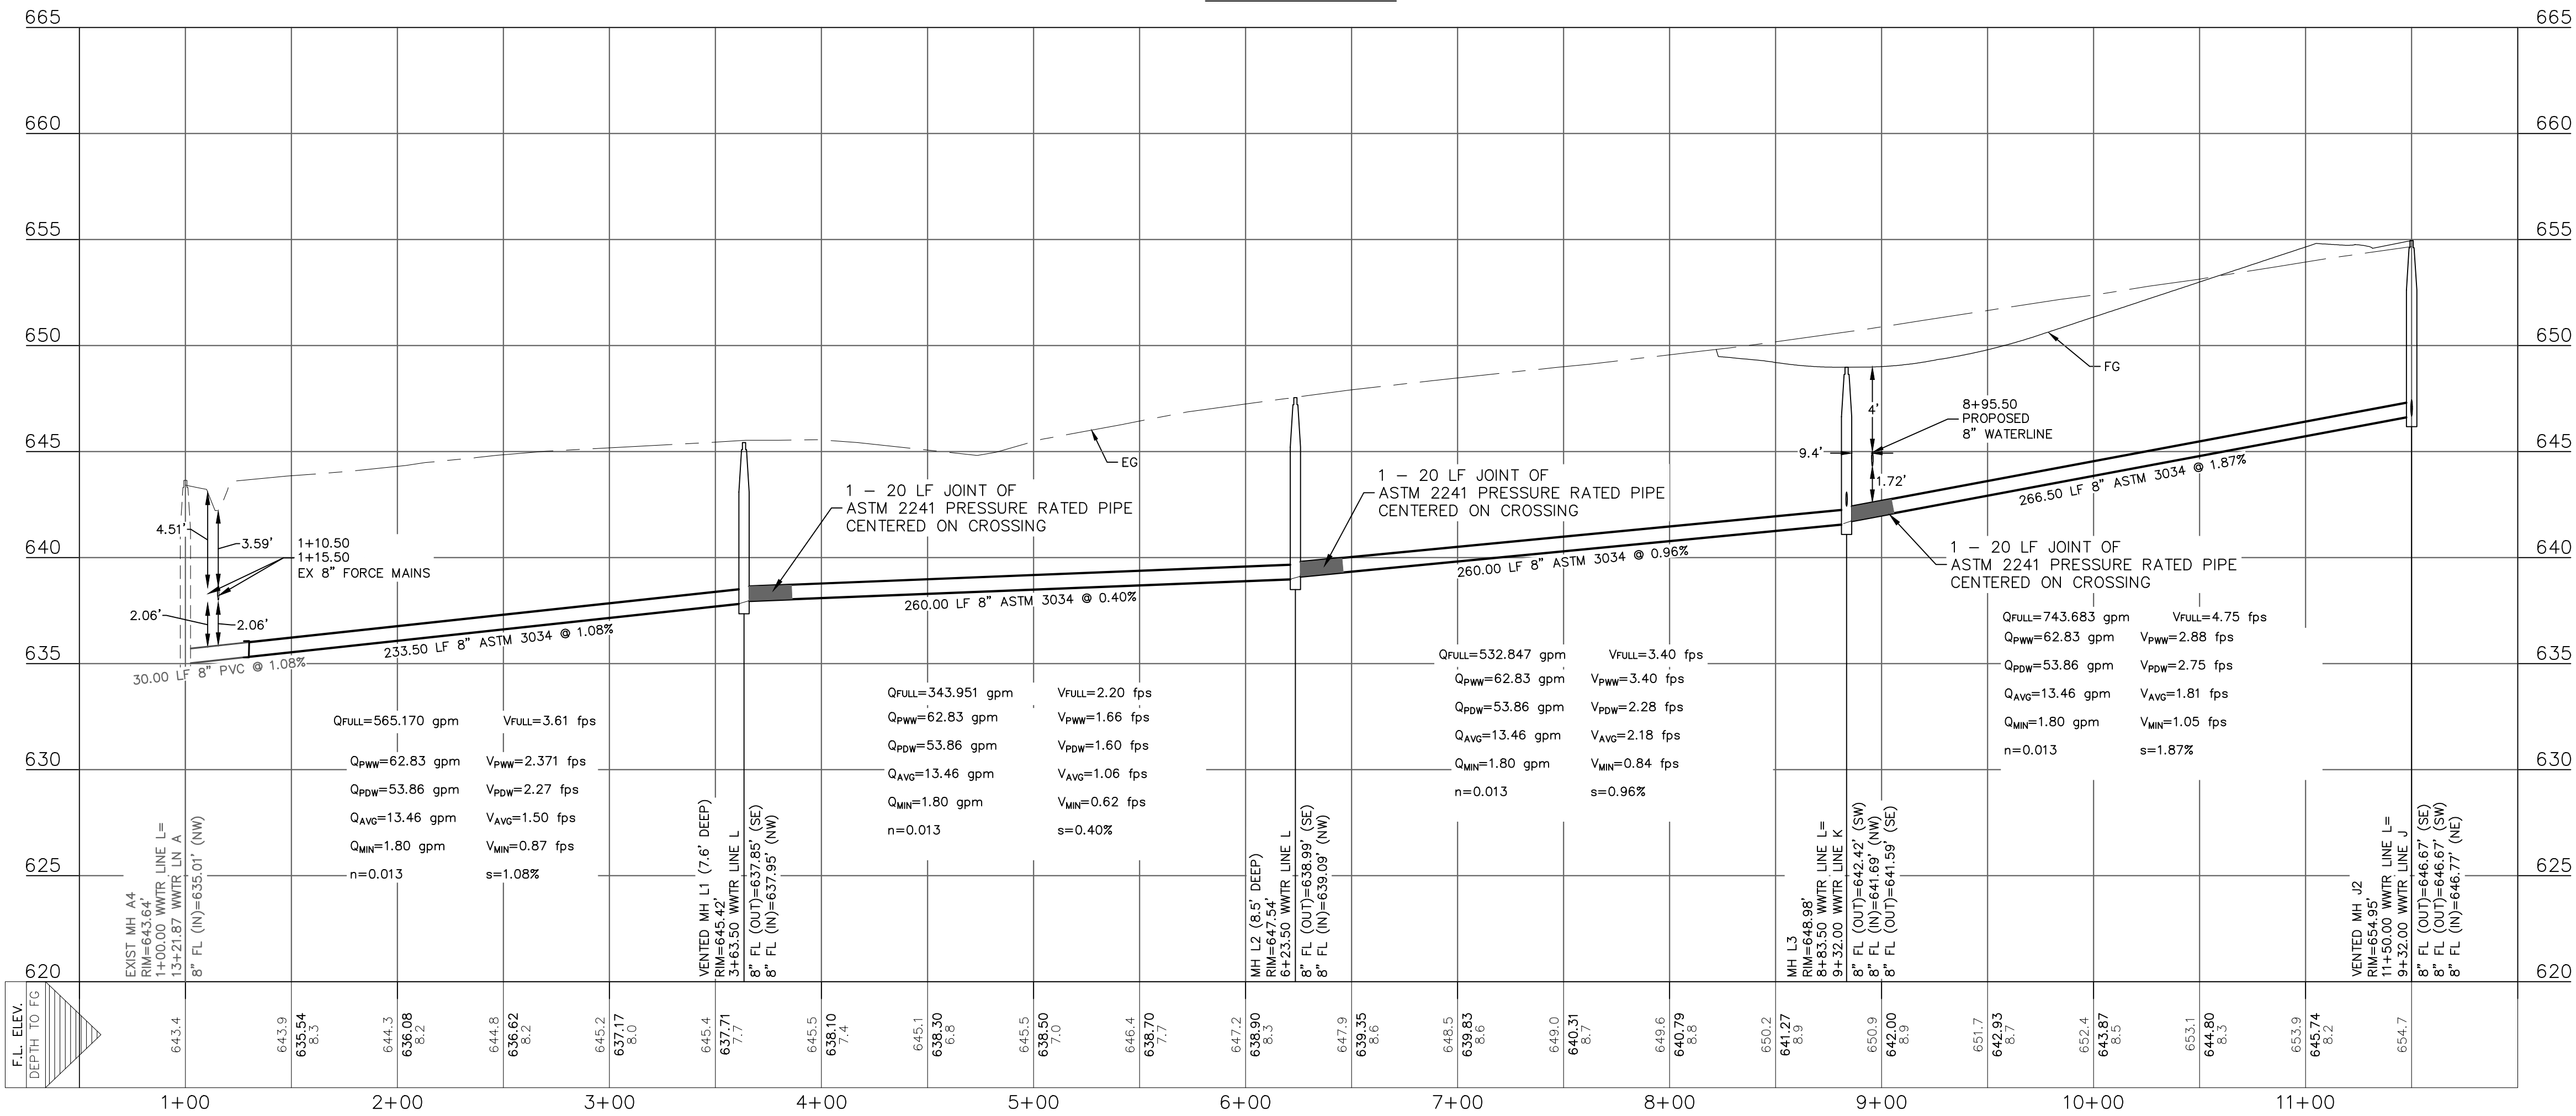 665
665
660
660
655
655
650
650
645
645
640
640
635
635
630
630
625
625
620
620
4.51'
3.59'
2.06'
2.06'
1+10.50
1+15.50
EX 8" FORCE MAINS
30.00 LF 8" PVC @ 1.08%
233.50 LF 8" ASTM 3034 @ 1.08%
1 - 20 LF JOINT OF
ASTM 2241 PRESSURE RATED PIPE
CENTERED ON CROSSING
260.00 LF 8" ASTM 3034 @ 0.40%
EG
1 - 20 LF JOINT OF
ASTM 2241 PRESSURE RATED PIPE
CENTERED ON CROSSING
260.00 LF 8" ASTM 3034 @ 0.96%
4'
9.4'
1.72'
8+95.50
PROPOSED
8" WATERLINE
FG
266.50 LF 8" ASTM 3034 @ 1.87%
1 - 20 LF JOINT OF
ASTM 2241 PRESSURE RATED PIPE
CENTERED ON CROSSING
QFULL=565.170 gpm VFULL=3.61 fps
QPWW=62.83 gpm VPWW=2.371 fps
QPDW=53.86 gpm VPDW=2.27 fps
QAVG=13.46 gpm VAVG=1.50 fps
QMIN=1.80 gpm VMIN=0.87 fps
n=0.013 s=1.08%
QFULL=343.951 gpm VFULL=2.20 fps
QPWW=62.83 gpm VPWW=1.66 fps
QPDW=53.86 gpm VPDW=1.60 fps
QAVG=13.46 gpm VAVG=1.06 fps
QMIN=1.80 gpm VMIN=0.62 fps
n=0.013 s=0.40%
QFULL=532.847 gpm VFULL=3.40 fps
QPWW=62.83 gpm VPWW=3.40 fps
QPDW=53.86 gpm VPDW=2.28 fps
QAVG=13.46 gpm VAVG=2.18 fps
QMIN=1.80 gpm VMIN=0.84 fps
n=0.013 s=0.96%
QFULL=743.683 gpm VFULL=4.75 fps
QPWW=62.83 gpm VPWW=2.88 fps
QPDW=53.86 gpm VPDW=2.75 fps
QAVG=13.46 gpm VAVG=1.81 fps
QMIN=1.80 gpm VMIN=1.05 fps
n=0.013 s=1.87%
EXIST MH A4
RIM=643.64'
1+00.00 WWTR LINE L=
13+21.87 WWTR LN A
8" FL (IN)=635.01' (NW)
VENTED MH L1 (7.6' DEEP)
RIM=645.42'
3+63.50 WWTR LINE L
8" FL (OUT)=637.85' (SE)
8" FL (IN)=637.95' (NW)
MH L2 (8.5' DEEP)
RIM=647.54'
6+23.50 WWTR LINE L
8" FL (OUT)=638.99' (SE)
8" FL (IN)=639.09' (NW)
MH L3
RIM=648.98'
8+83.50 WWTR LINE L=
9+32.00 WWTR LINE K
8" FL (OUT)=642.42' (SW)
8" FL (IN)=641.69' (NW)
8" FL (OUT)=641.59' (SE)
VENTED MH J2
RIM=654.95'
11+50.00 WWTR LINE L=
9+32.00 WWTR LINE J
8" FL (OUT)=646.67' (SE)
8" FL (OUT)=646.67' (SW)
8" FL (IN)=646.77' (NE)
F.L. ELEV.
DEPTH TO FG
643.4
643.9
635.54
8.3
644.3
636.08
8.2
644.8
636.62
8.2
645.2
637.17
8.0
645.4
637.71
7.7
645.5
638.10
7.4
645.1
638.30
6.8
645.5
638.50
7.0
646.4
638.70
7.7
647.2
638.90
8.3
647.9
639.35
8.6
648.5
639.83
8.6
649.0
640.31
8.7
649.6
640.79
8.8
650.2
641.27
8.9
650.9
642.00
8.9
651.7
642.93
8.7
652.4
643.87
8.5
653.1
644.80
8.3
653.9
645.74
8.2
654.7
1+00
2+00
3+00
4+00
5+00
6+00
7+00
8+00
9+00
10+00
11+00